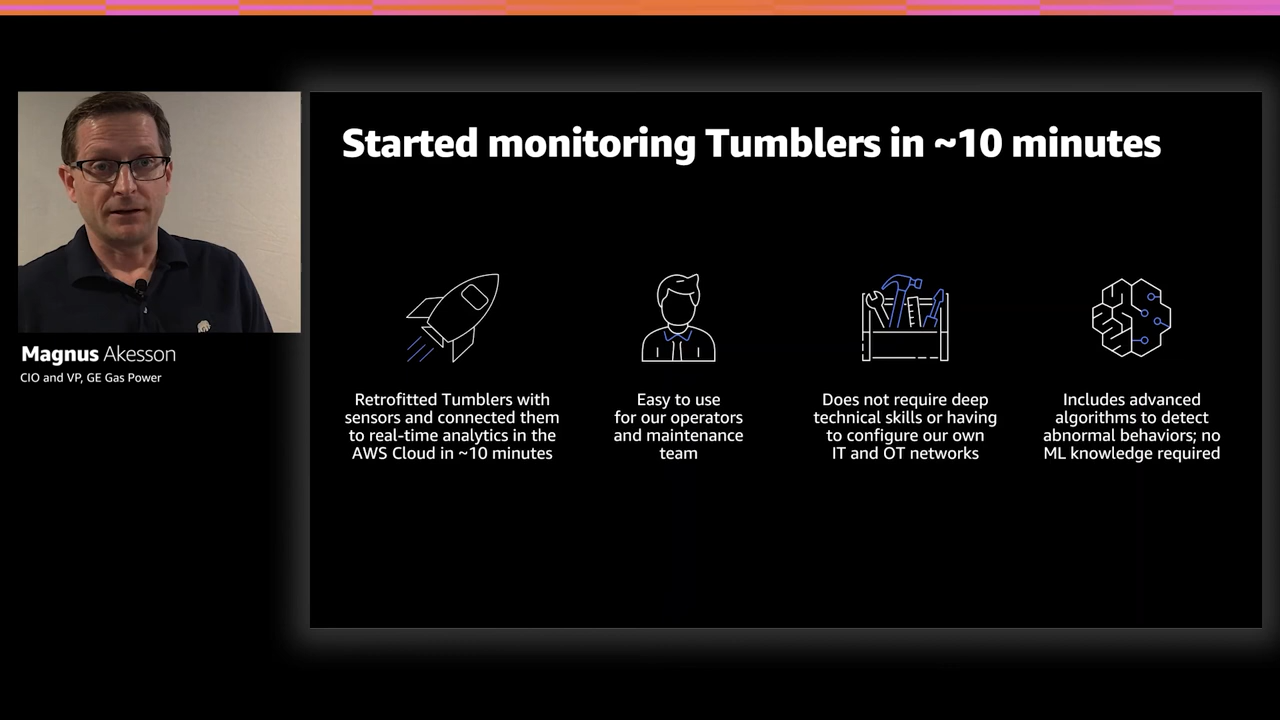 Started monitoring Tumblers in ~10 minutes
Magnus Akesson
CIO and VP, GE Gas Power
Retrofitted Tumblers with
sensors and connected them
to real-time analytics in the
AWS Cloud in ~10 minutes
Easy to use
for our operators
and maintenance
team
Does not require deep
technical skills or having
to configure our own
IT and OT networks
Includes advanced
algorithms to detect
abnormal behaviors; no
ML knowledge required